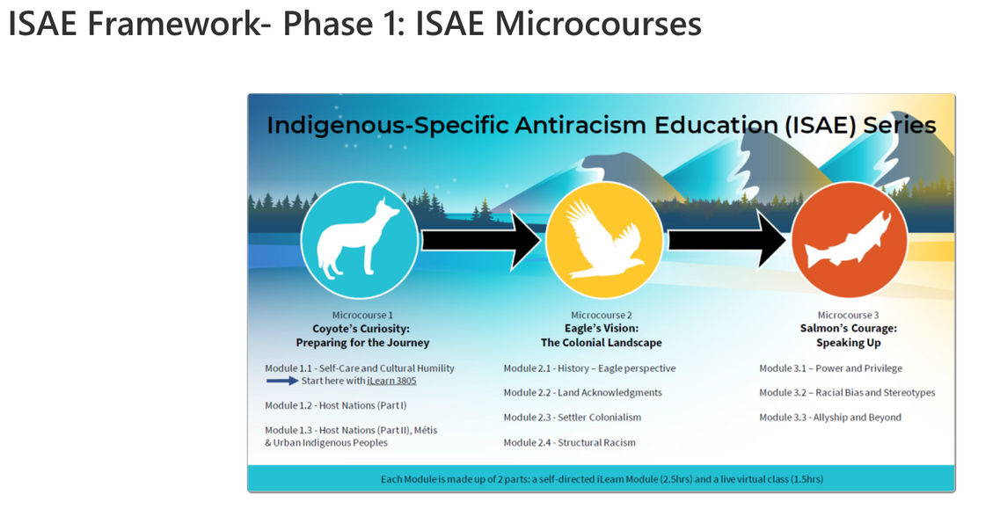 ISAE Framework- Phase 1: ISAE Microcourses
Indigenous-Specific Antiracism Education (ISAE) Series
Microcourse 1
Coyote's Curiosity:
Preparing for the Journey
Module 1.1 - Self-Care and Cultural Humility
Start here with iLearn 3805
Module 1.2 - Host Nations (Part I)
Module 1.3 - Host Nations (Part II), Métis
& Urban Indigenous Peoples
Microcourse 2
Eagle's Vision:
The Colonial Landscape
Module 2.1 - History – Eagle perspective
Module 2.2 - Land Acknowledgments
Module 2.3 - Settler Colonialism
Module 2.4 - Structural Racism
Microcourse 3
Salmon's Courage:
Speaking Up
Module 3.1 – Power and Privilege
Module 3.2 – Racial Bias and Stereotypes
Module 3.3 - Allyship and Beyond
Each Module is made up of 2 parts: a self-directed iLearn Module (2.5hrs) and a live virtual class (1.5hrs)